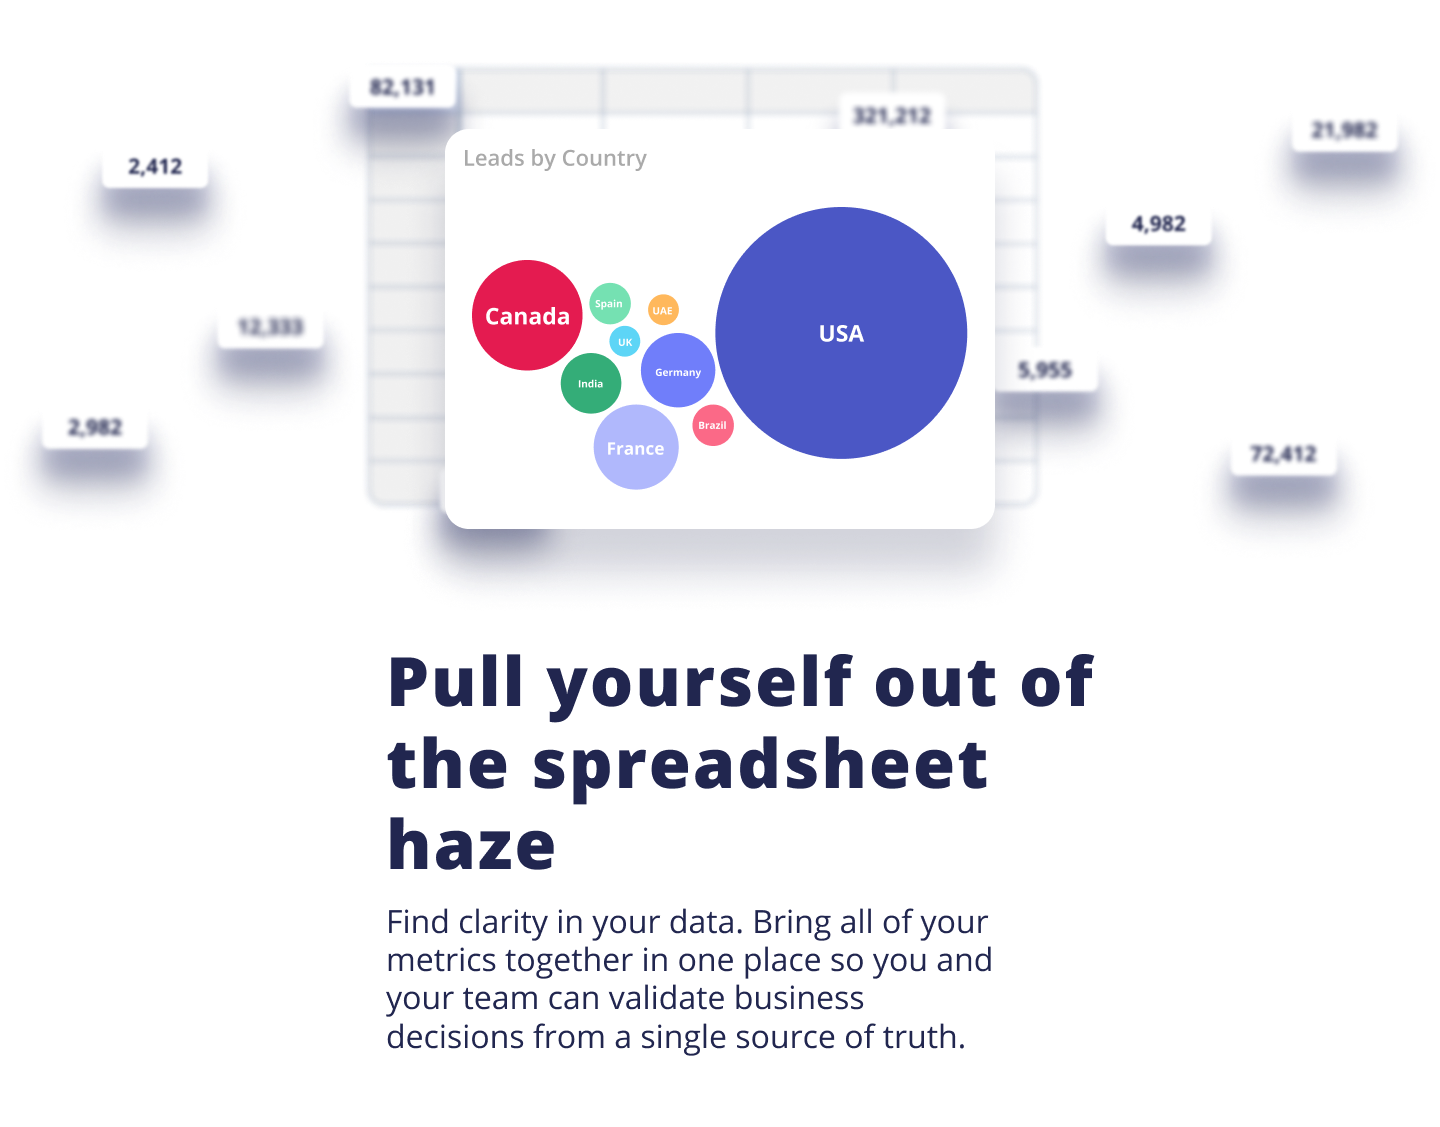 82,131
321,212
21,982
2,412
Leads by Country
4,982
Canada
Spain
UAE
12,333
USA
UK
5,955
Germany
India
2,982
Brazil
France
72,412
Pull yourself out of
the spreadsheet
haze
Find clarity in your data. Bring all of your
metrics together in one place so you and
your team can validate business
decisions from a single source of truth.